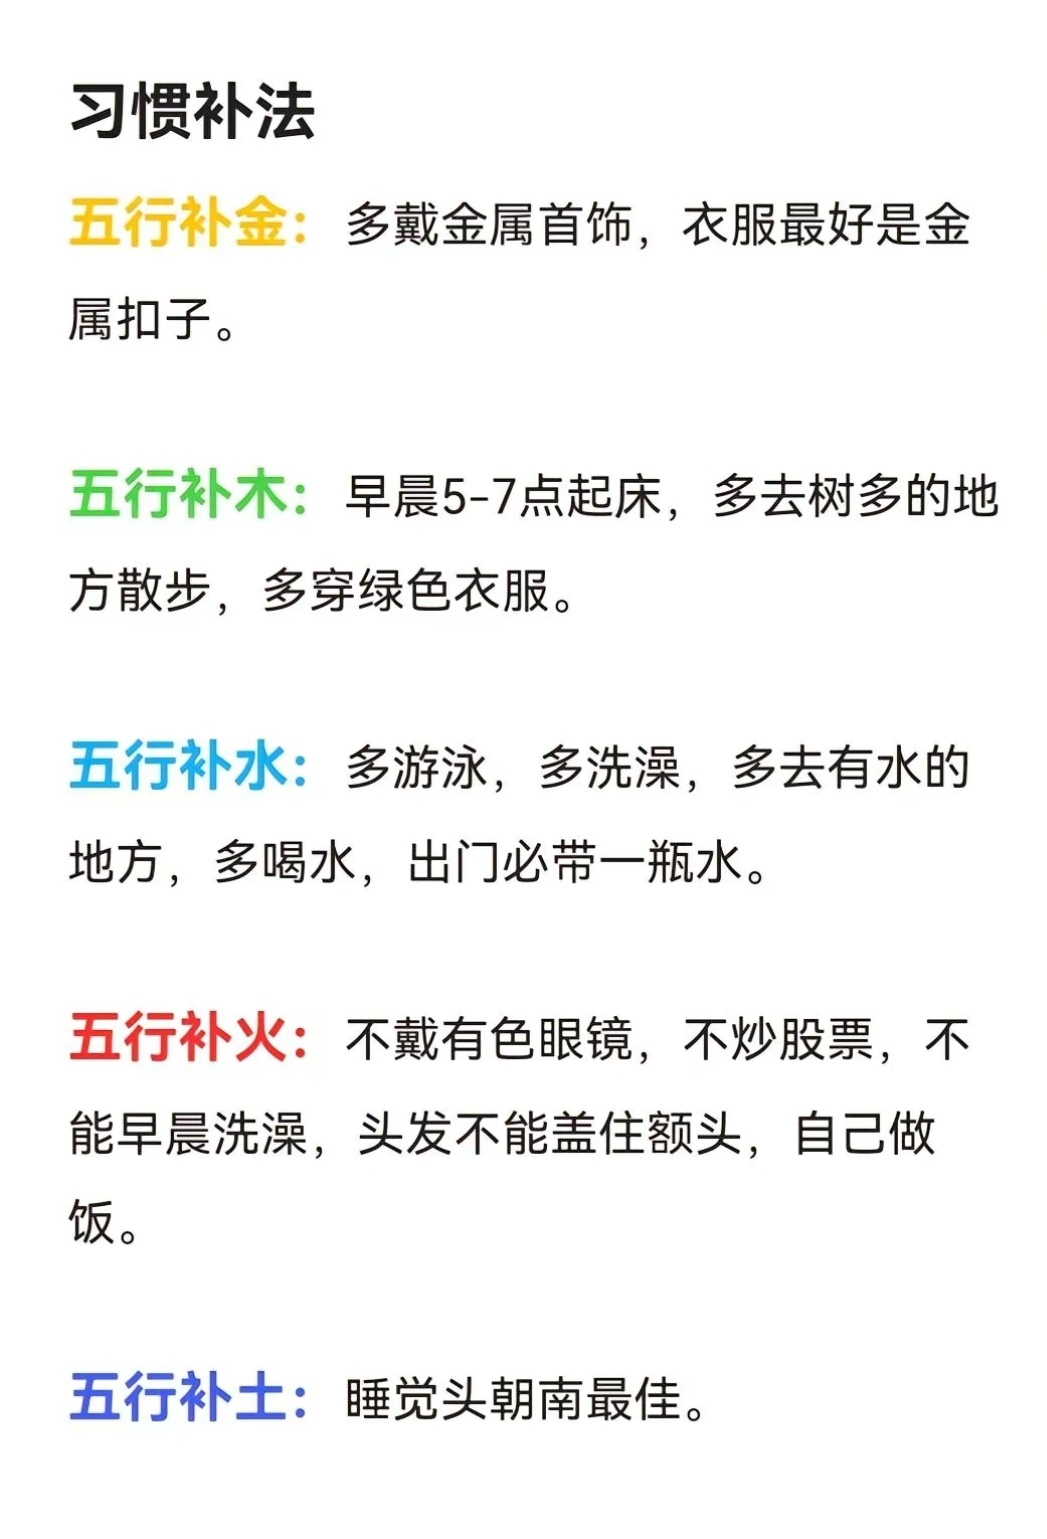 习惯补法
五行补金：多戴金属首饰，衣服最好是金
属扣子。
五行补木：早晨5-7点起床，多去树多的地
方散步，多穿绿色衣服。
五行补水：多游泳，多洗澡，多去有水的
地方，多喝水，出门必带一瓶水。
五行补火：不戴有色眼镜，不炒股票，不
能早晨洗澡，头发不能盖住额头，自己做
饭。
五行补土：睡觉头朝南最佳。